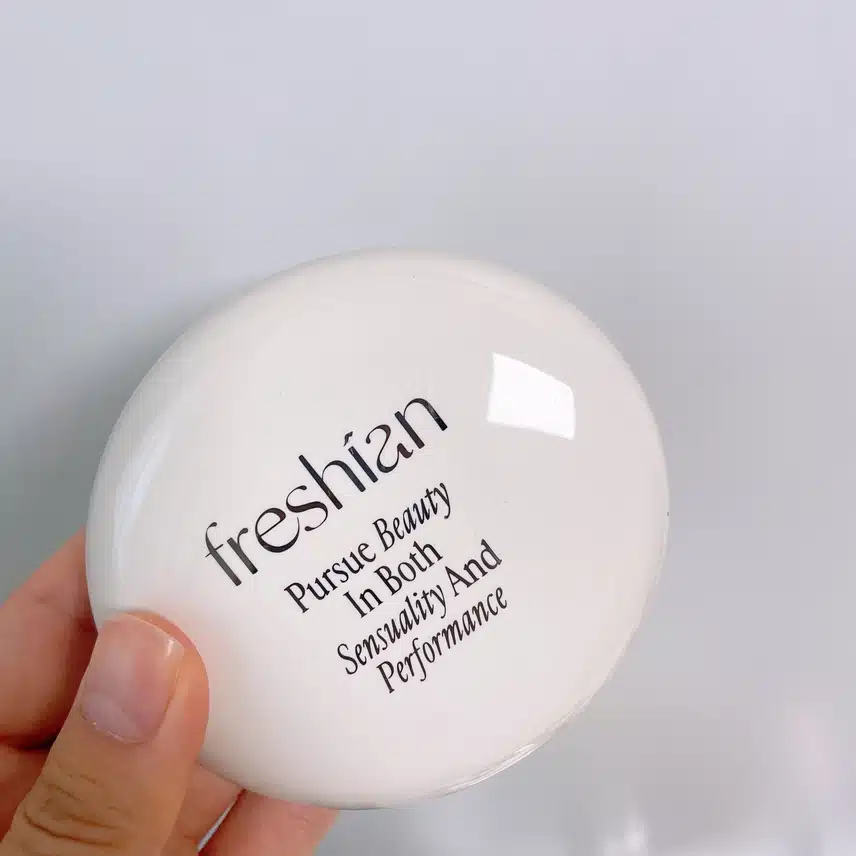 freshian
Pursue Beauty
In Both
Sensuality And
Performance